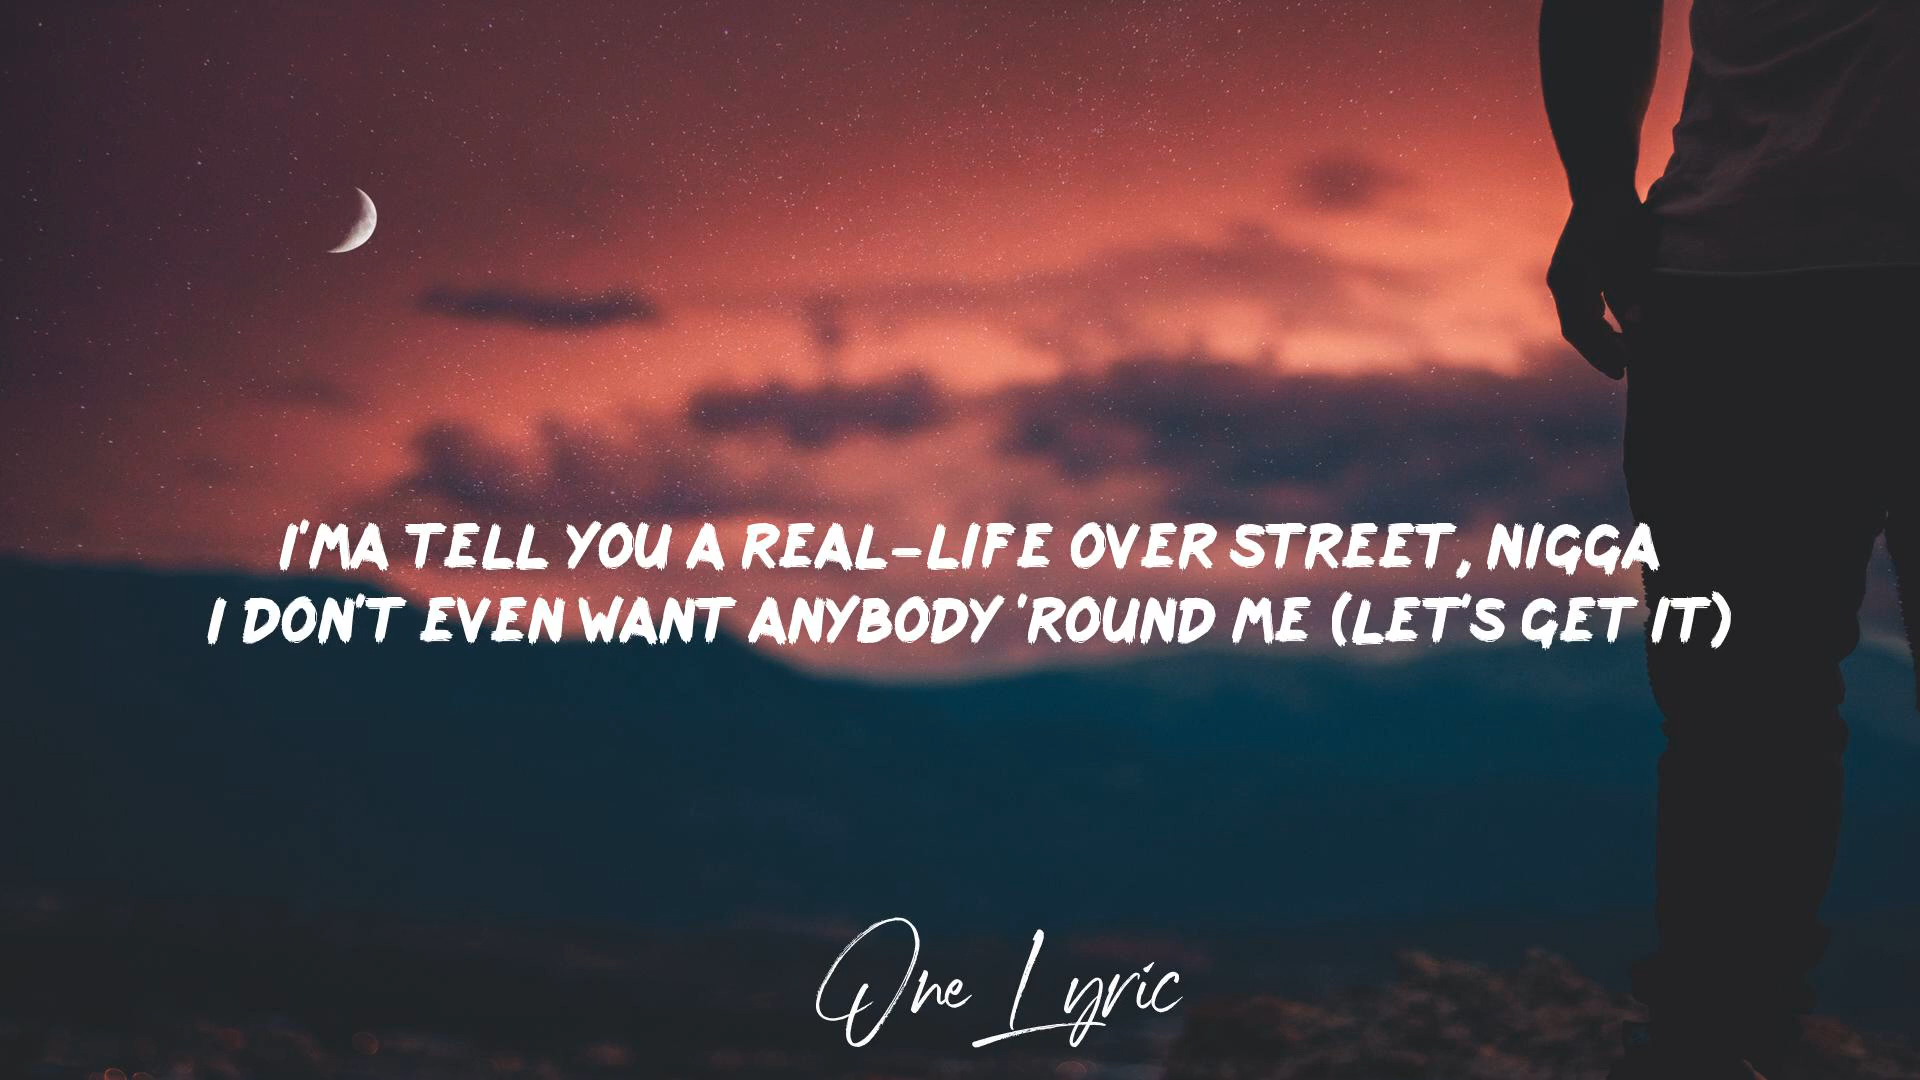 I'MA TELL YOU A REAL-LIFE OVER STREET, NIGGA
I DON'T EVEN WANT ANYBODY 'ROUND ME (LET'S GET IT)
One Lyric